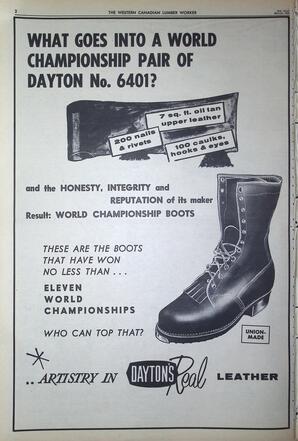 2
THE WESTERN CANADIAN LUMBER WORKER
WHAT GOES INTO A WORLD
CHAMPIONSHIP PAIR OF
DAYTON No. 6401?
7 sq. ft. oil tan
upper leather
200 nails
& rivets
100 caulks,
hooks & eyes
and the HONESTY, INTEGRITY and
REPUTATION of its maker
Result: WORLD CHAMPIONSHIP BOOTS
THESE ARE THE BOOTS
THAT HAVE WON
NO LESS THAN . . .
ELEVEN
WORLD
CHAMPIONSHIPS
WHO CAN TOP THAT?
UNION-
MADE
.. ARTISTRY IN DAYTON'S Real LEATHER